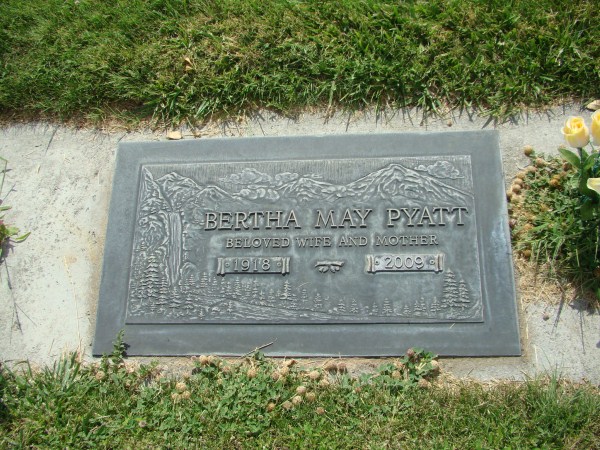 BERTHA MAY PYATT
BELOVED WIFE AND MOTHER
1918 2009